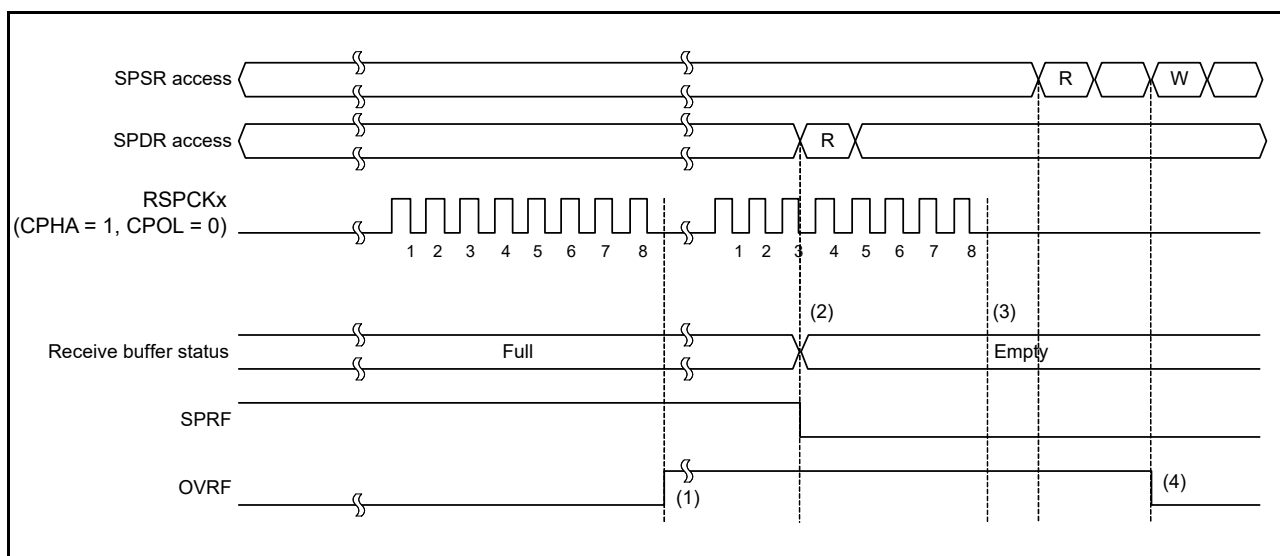 SPSR access
R
W
SPDR access
R
RSPCKx
(CPHA = 1, CPOL = 0)
1 2 3 4 5 6 7 8 1 2 3 4 5 6 7 8
(2) (3)
Receive buffer status Full Empty
SPRF
OVRF (1) (4)